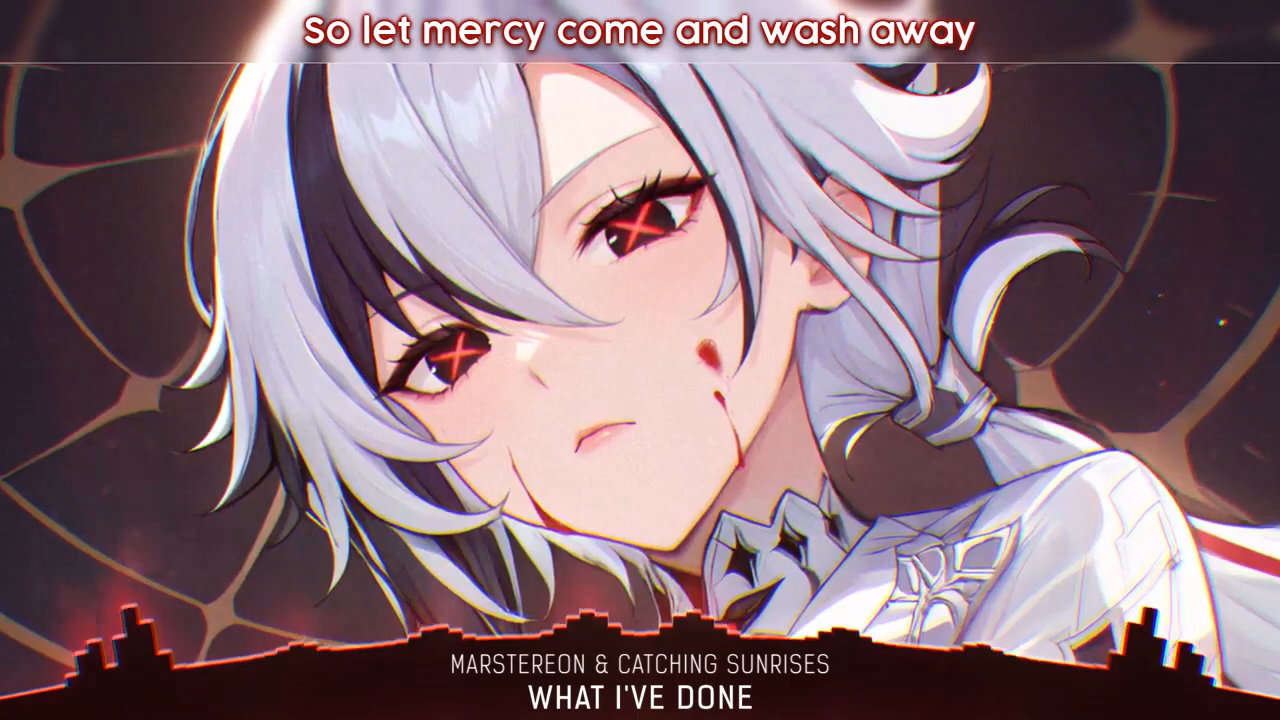 So let mercy come and wash away
MARSTEREON & CATCHING SUNRISES
WHAT I'VE DONE